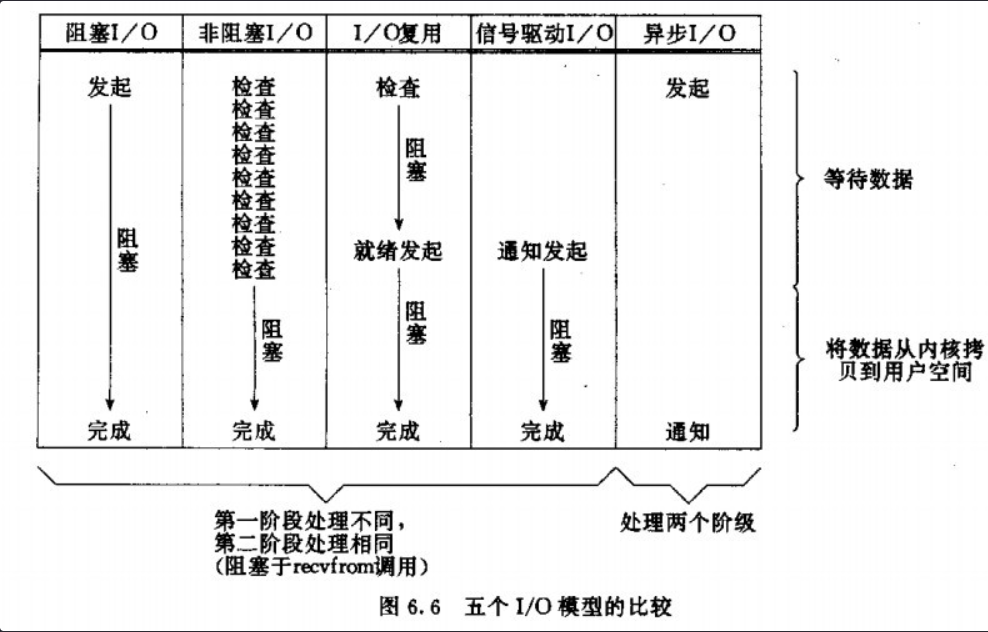 阻塞I/O 非阻塞I/O I/O复用 信号驱动I/O 异步I/O
发起 检查 检查 发起
检查
检查
检查
检查
检查
检查
检查
检查
阻塞
阻塞
就绪发起 通知发起
阻塞
阻塞
阻塞
完成 完成 完成 完成 通知
等待数据
将数据从内核拷
贝到用户空间
第一阶段处理不同，
第二阶段处理相同
（阻塞于recvfrom调用）
处理两个阶级
图 6.6 五个 I/O 模型的比较